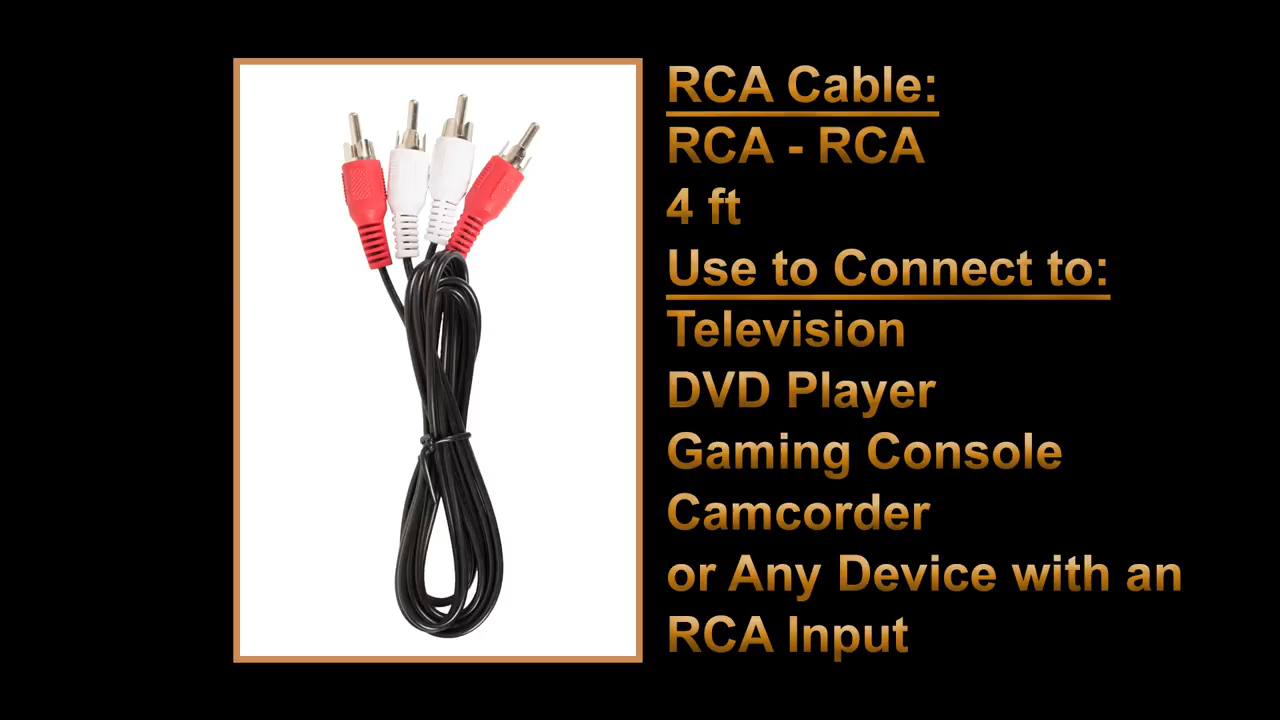 RCA Cable:
RCA - RCA
4 ft
Use to Connect to:
Television
DVD Player
Gaming Console
Camcorder
or Any Device with an
RCA Input